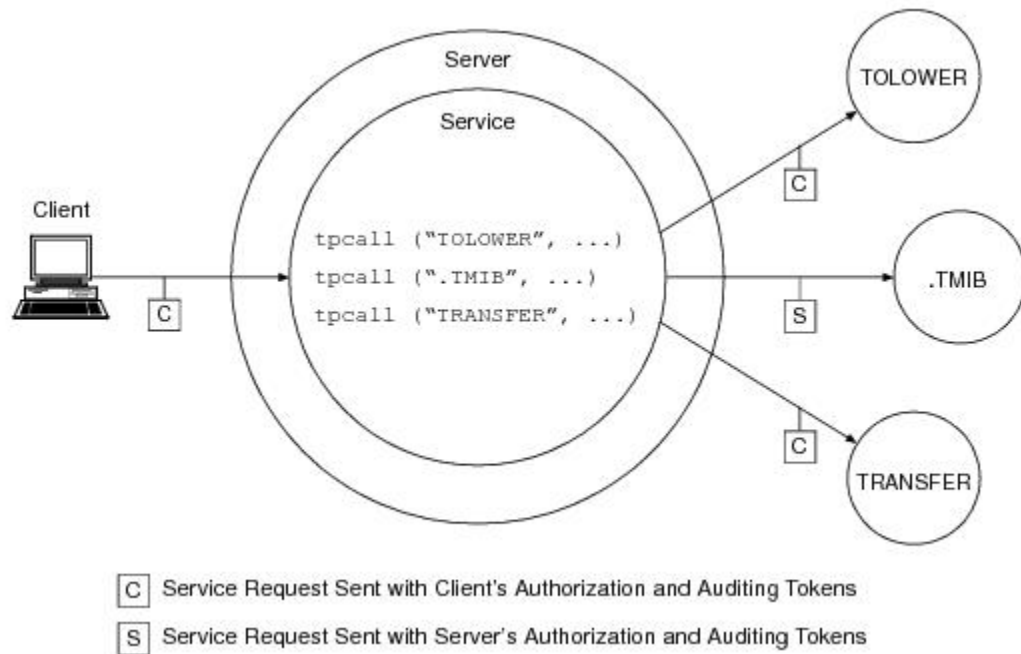 Server
TOLOWER
Service
C
Client
tpcall (“TOLOWER”, ...)
tpcall (“.TMIB”, ...)
.TMIB
tpcall (“TRANSFER”, ...)
C
S
C
TRANSFER
C Service Request Sent with Client’s Authorization and Auditing Tokens
S Service Request Sent with Server’s Authorization and Auditing Tokens